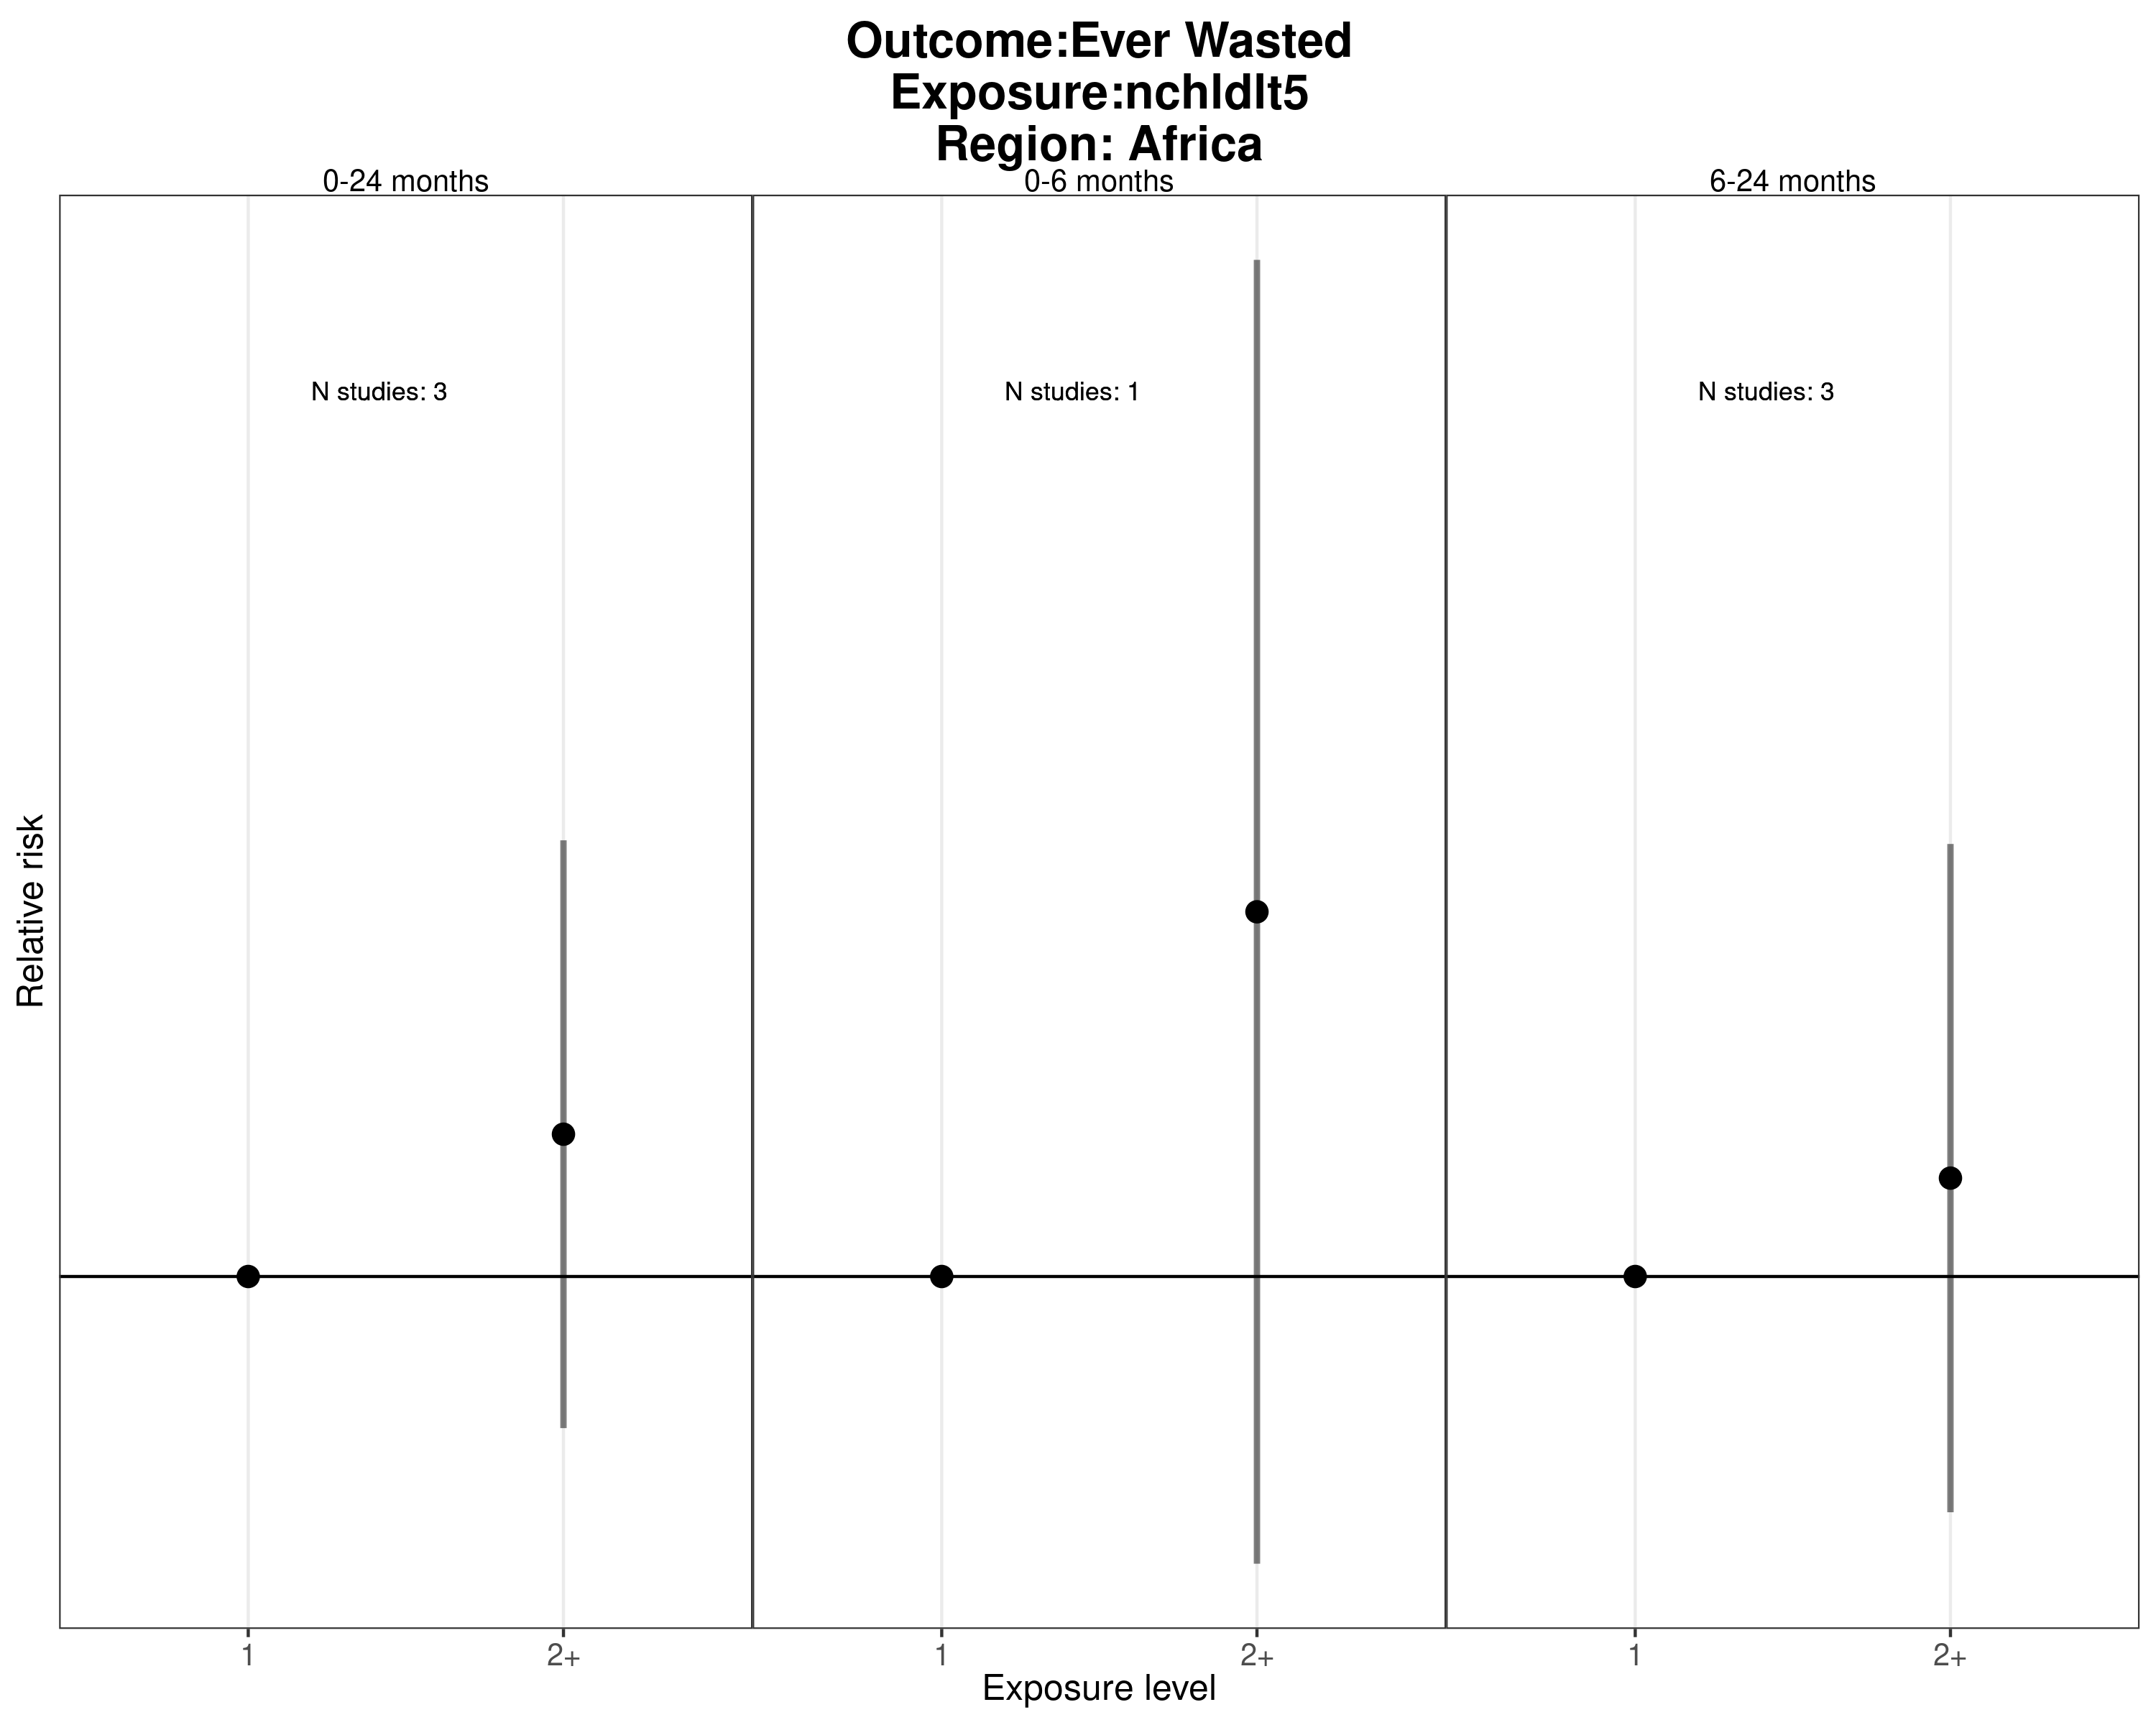 Outcome:Ever Wasted
Exposure:nchldlt5
Region: Africa
0-24 months
0-6 months
6-24 months
N studies: 3
N studies: 1
N studies: 3
Relative risk
1
2+
1
2+
1
2+
Exposure level